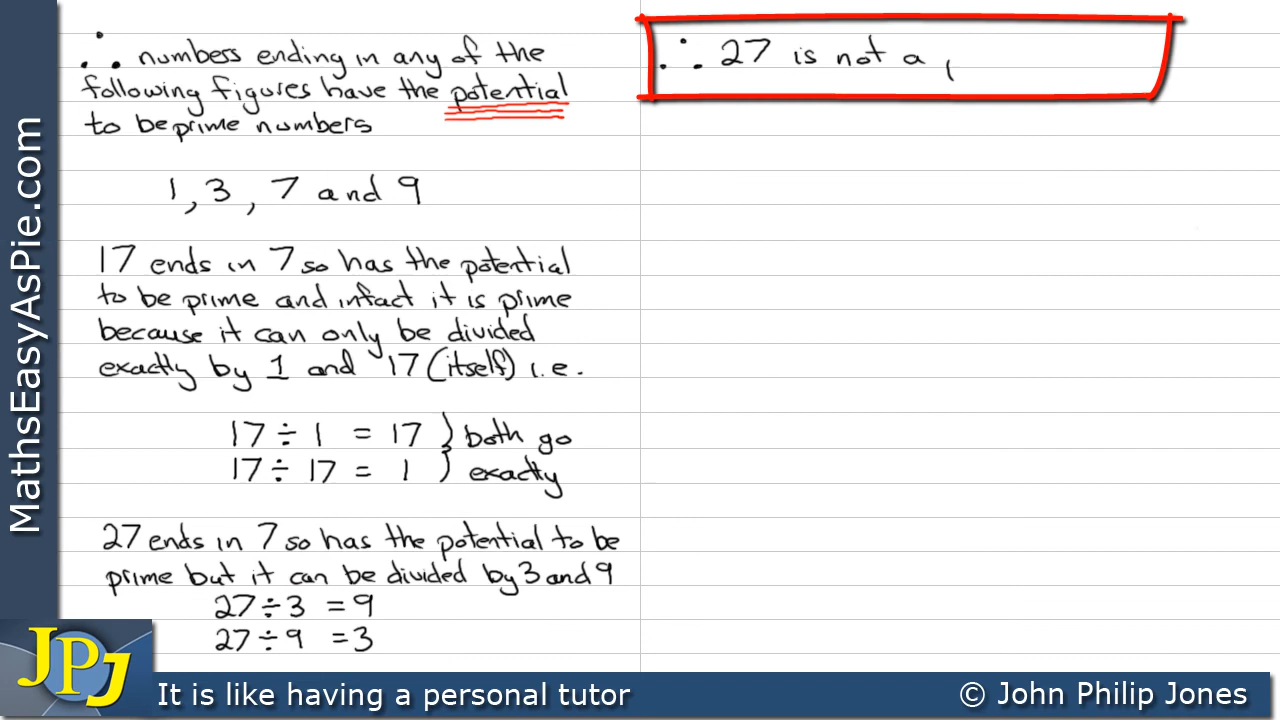 ∴ numbers ending in any of the
following figures have the potential
to be prime numbers
1, 3, 7 and 9
17 ends in 7 so has the potential
to be prime and infact it is prime
because it can only be divided
exactly by 1 and 17 (itself) i.e.
17 ÷ 1 = 17 } both go
17 ÷ 17 = 1 } exactly
27 ends in 7 so has the potential to be
prime but it can be divided by 3 and 9
27 ÷ 3 = 9
27 ÷ 9 = 3
∴ 27 is not a
MathsEasyAsPie.com
JPJ
It is like having a personal tutor
© John Philip Jones